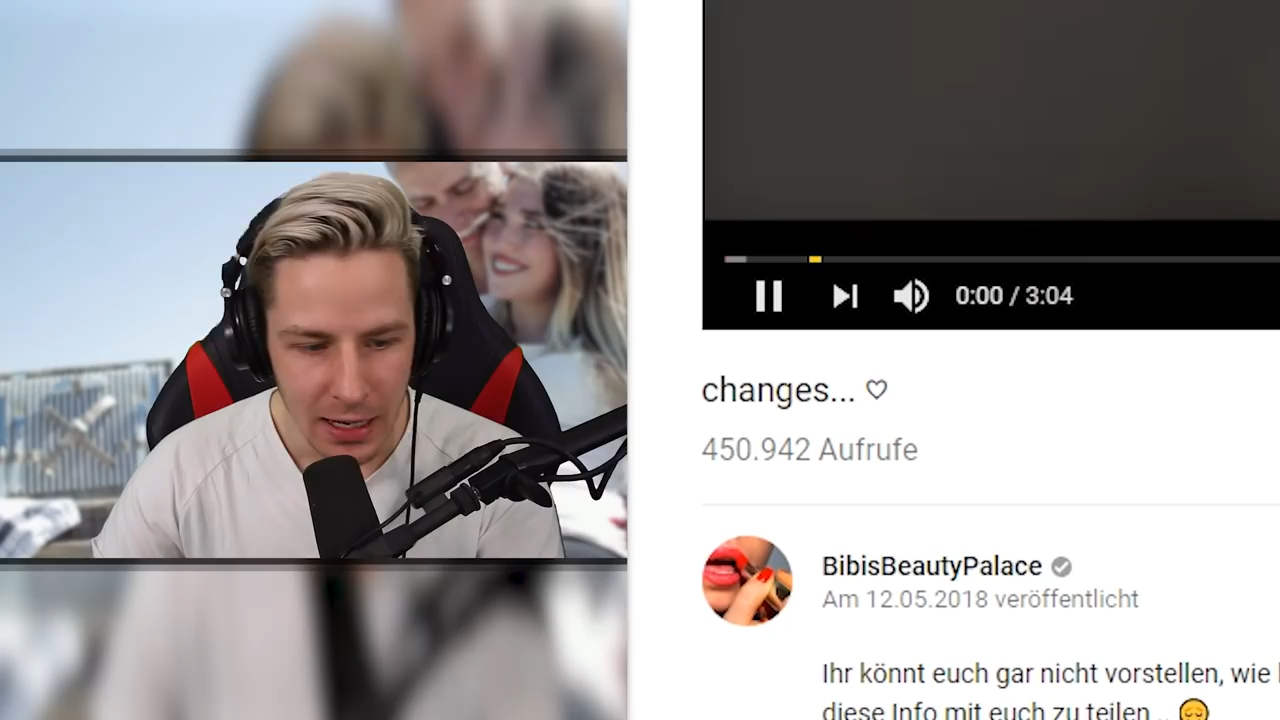 0:00 / 3:04
changes... ♡
450.942 Aufrufe
BibisBeautyPalace
Am 12.05.2018 veröffentlicht
Ihr könnt euch gar nicht vorstellen, wie
diese Info mit euch zu teilen .. 😔